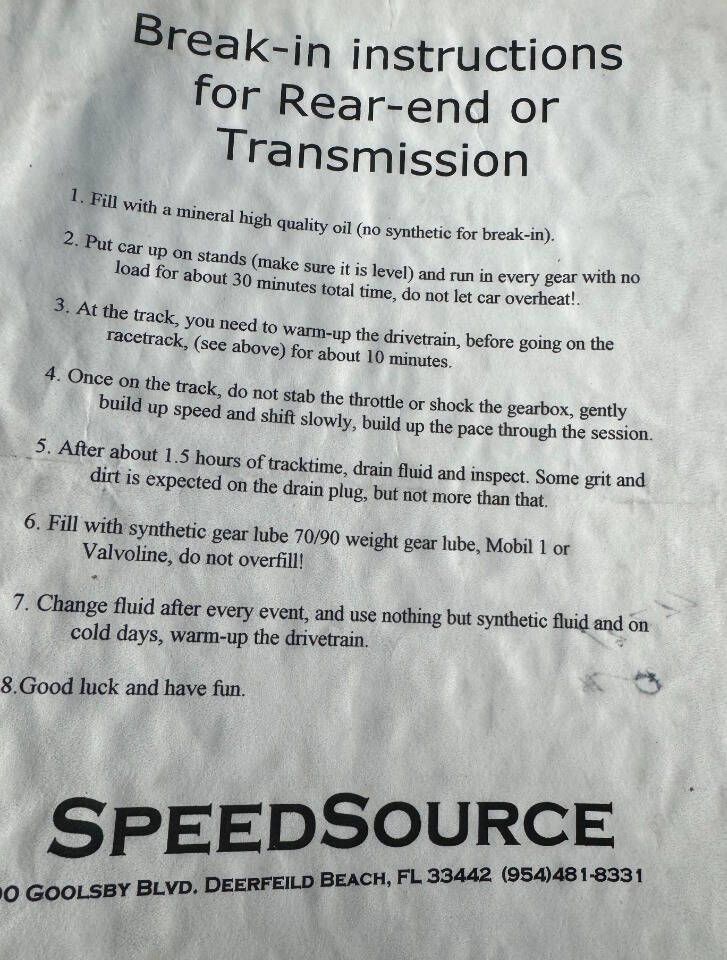 Break-in instructions
for Rear-end or
Transmission
1. Fill with a mineral high quality oil (no synthetic for break-in).
2. Put car up on stands (make sure it is level) and run in every gear with no
load for about 30 minutes total time, do not let car overheat!.
3. At the track, you need to warm-up the drivetrain, before going on the
racetrack, (see above) for about 10 minutes.
4. Once on the track, do not stab the throttle or shock the gearbox, gently
build up speed and shift slowly, build up the pace through the session.
5. After about 1.5 hours of tracktime, drain fluid and inspect. Some grit and
dirt is expected on the drain plug, but not more than that.
6. Fill with synthetic gear lube 70/90 weight gear lube, Mobil 1 or
Valvoline, do not overfill!
7. Change fluid after every event, and use nothing but synthetic fluid and on
cold days, warm-up the drivetrain.
8.Good luck and have fun.
SPEEDSOURCE
GOOLSBY BLVD. DEERFEILD BEACH, FL 33442 (954)481-8331